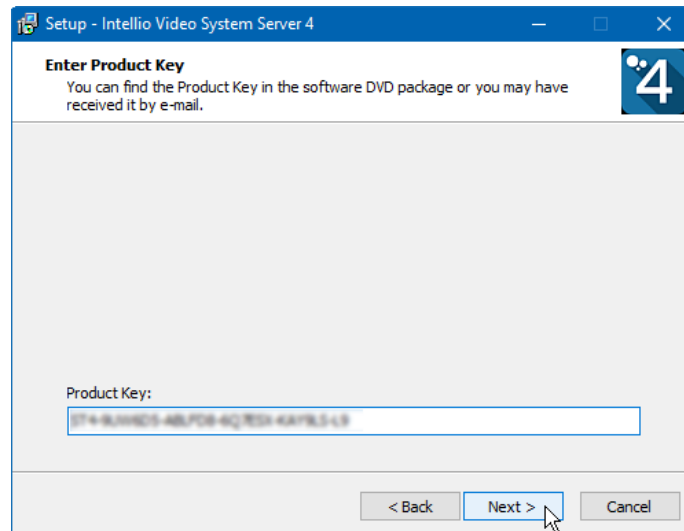 Setup - Intellio Video System Server 4
Enter Product Key
You can find the Product Key in the software DVD package or you may have
received it by e-mail.
4
Product Key:
< Back
Next >
Cancel